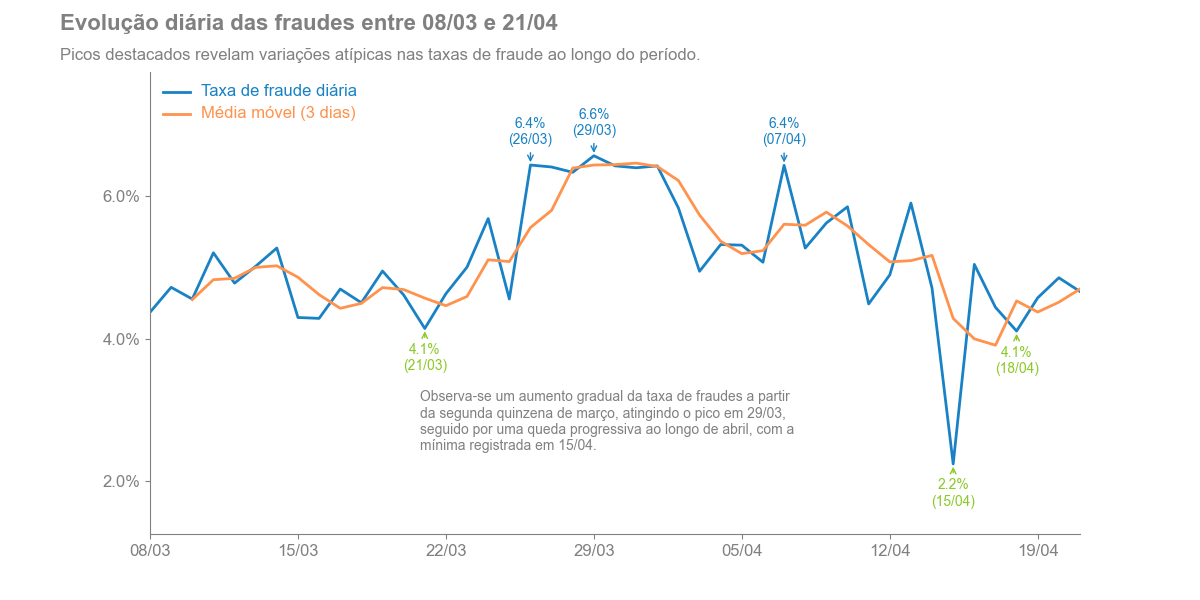 Evolução diária das fraudes entre 08/03 e 21/04
Picos destacados revelam variações atípicas nas taxas de fraude ao longo do período.
Taxa de fraude diária
Média móvel (3 dias)
6.4%
(26/03)
6.6%
(29/03)
6.4%
(07/04)
6.0%
4.0%
2.0%
4.1%
(21/03)
4.1%
(18/04)
Observa-se um aumento gradual da taxa de fraudes a partir
da segunda quinzena de março, atingindo o pico em 29/03,
seguido por uma queda progressiva ao longo de abril, com a
mínima registrada em 15/04.
2.2%
(15/04)
08/03
15/03
22/03
29/03
05/04
12/04
19/04